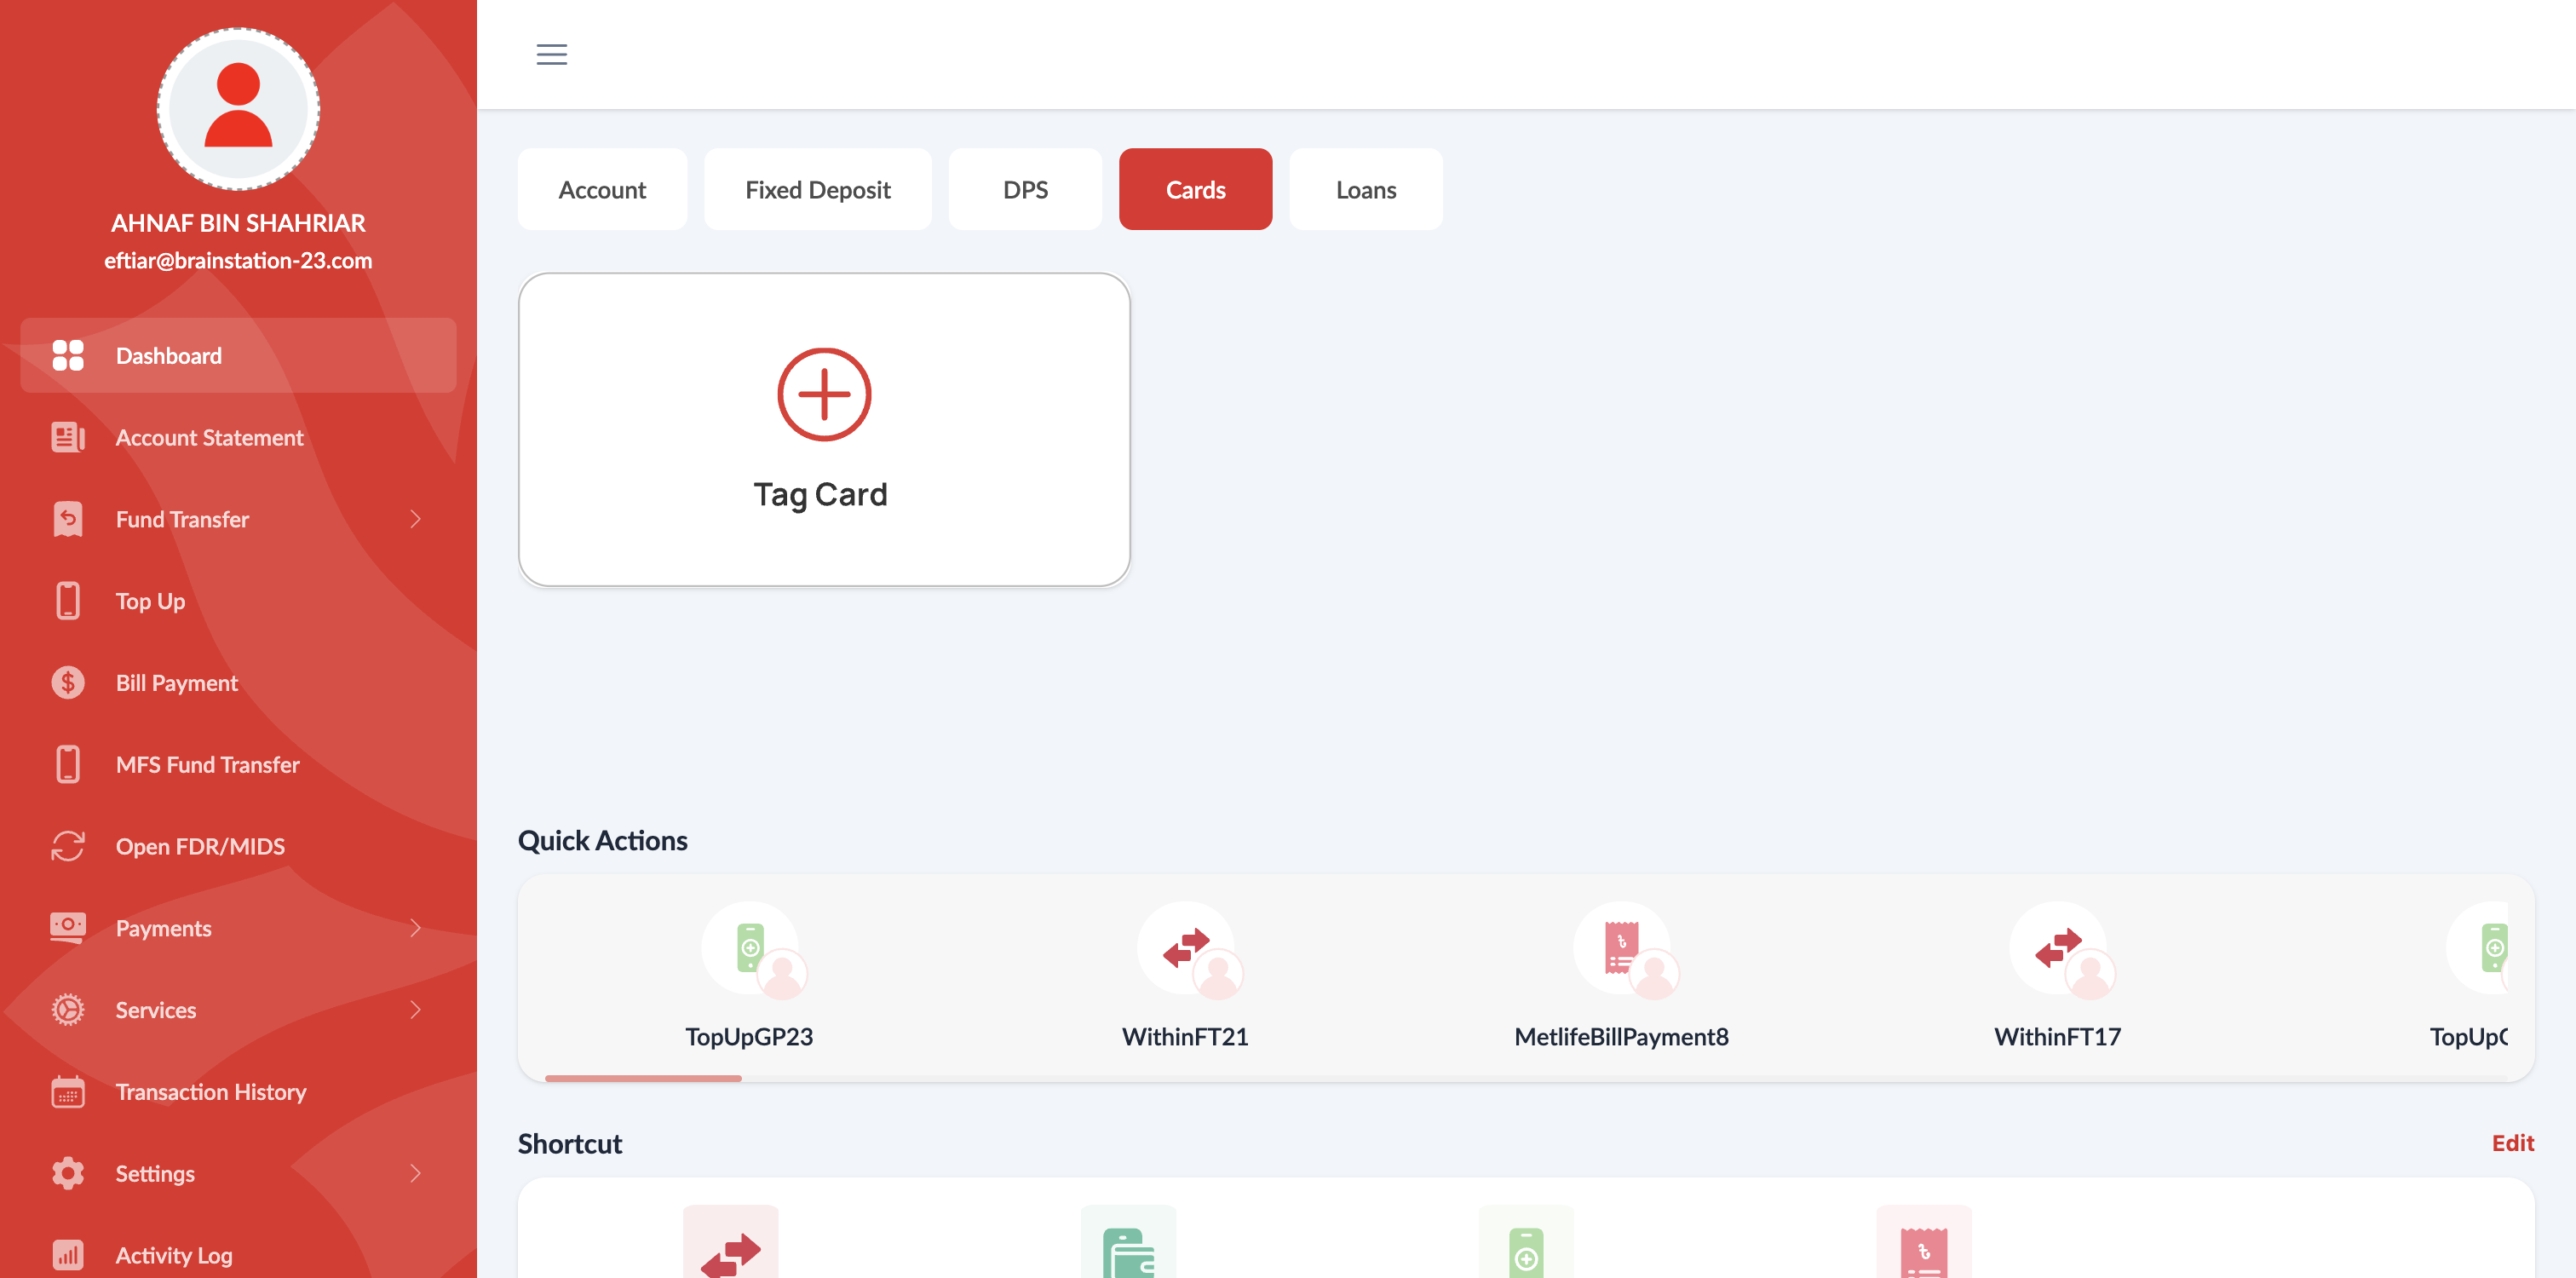 AHNAF BIN SHAHRIAR
eftiar@brainstation-23.com
Dashboard
Account Statement
Fund Transfer
Top Up
Bill Payment
MFS Fund Transfer
Open FDR/MIDS
Payments
Services
Transaction History
Settings
Activity Log
Account
Fixed Deposit
DPS
Cards
Loans
Tag Card
Quick Actions
TopUpGP23
WithinFT21
MetlifeBillPayment8
WithinFT17
Shortcut
Edit